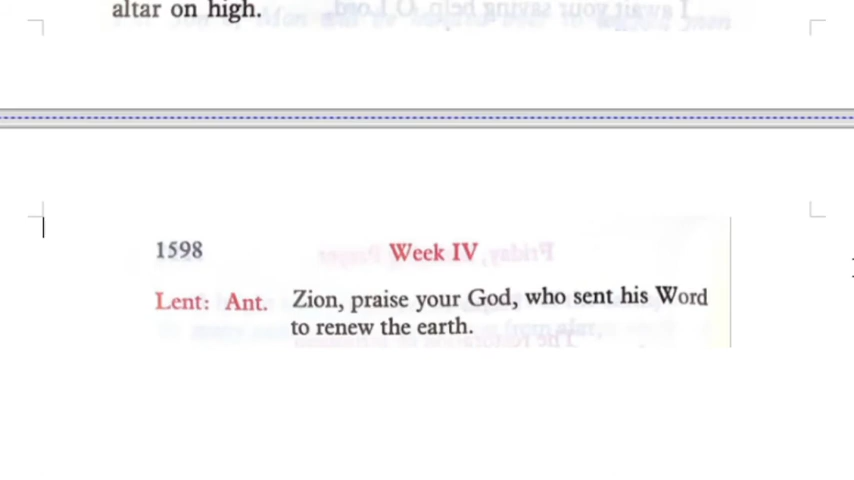 altar on high.
1598 Week IV
Lent: Ant. Zion, praise your God, who sent his Word
to renew the earth.